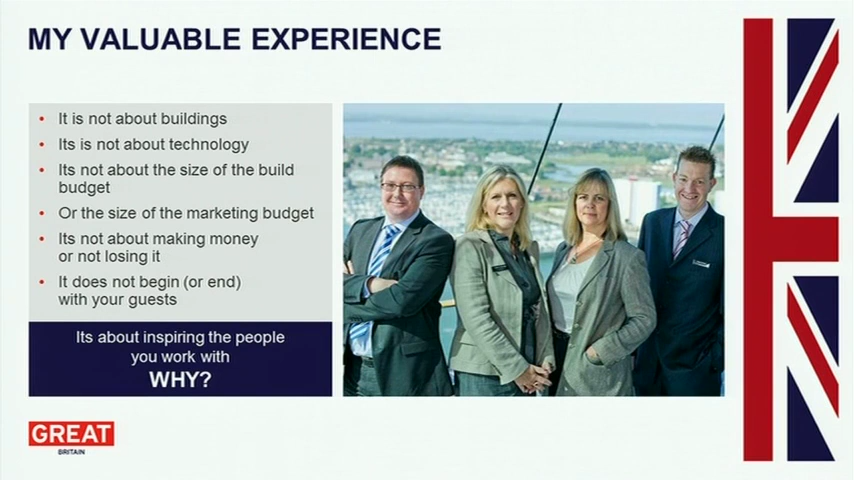 MY VALUABLE EXPERIENCE
• It is not about buildings
• Its is not about technology
• Its not about the size of the build
budget
• Or the size of the marketing budget
• Its not about making money
or not losing it
• It does not begin (or end)
with your guests
Its about inspiring the people
you work with
WHY?
GREAT
BRITAIN